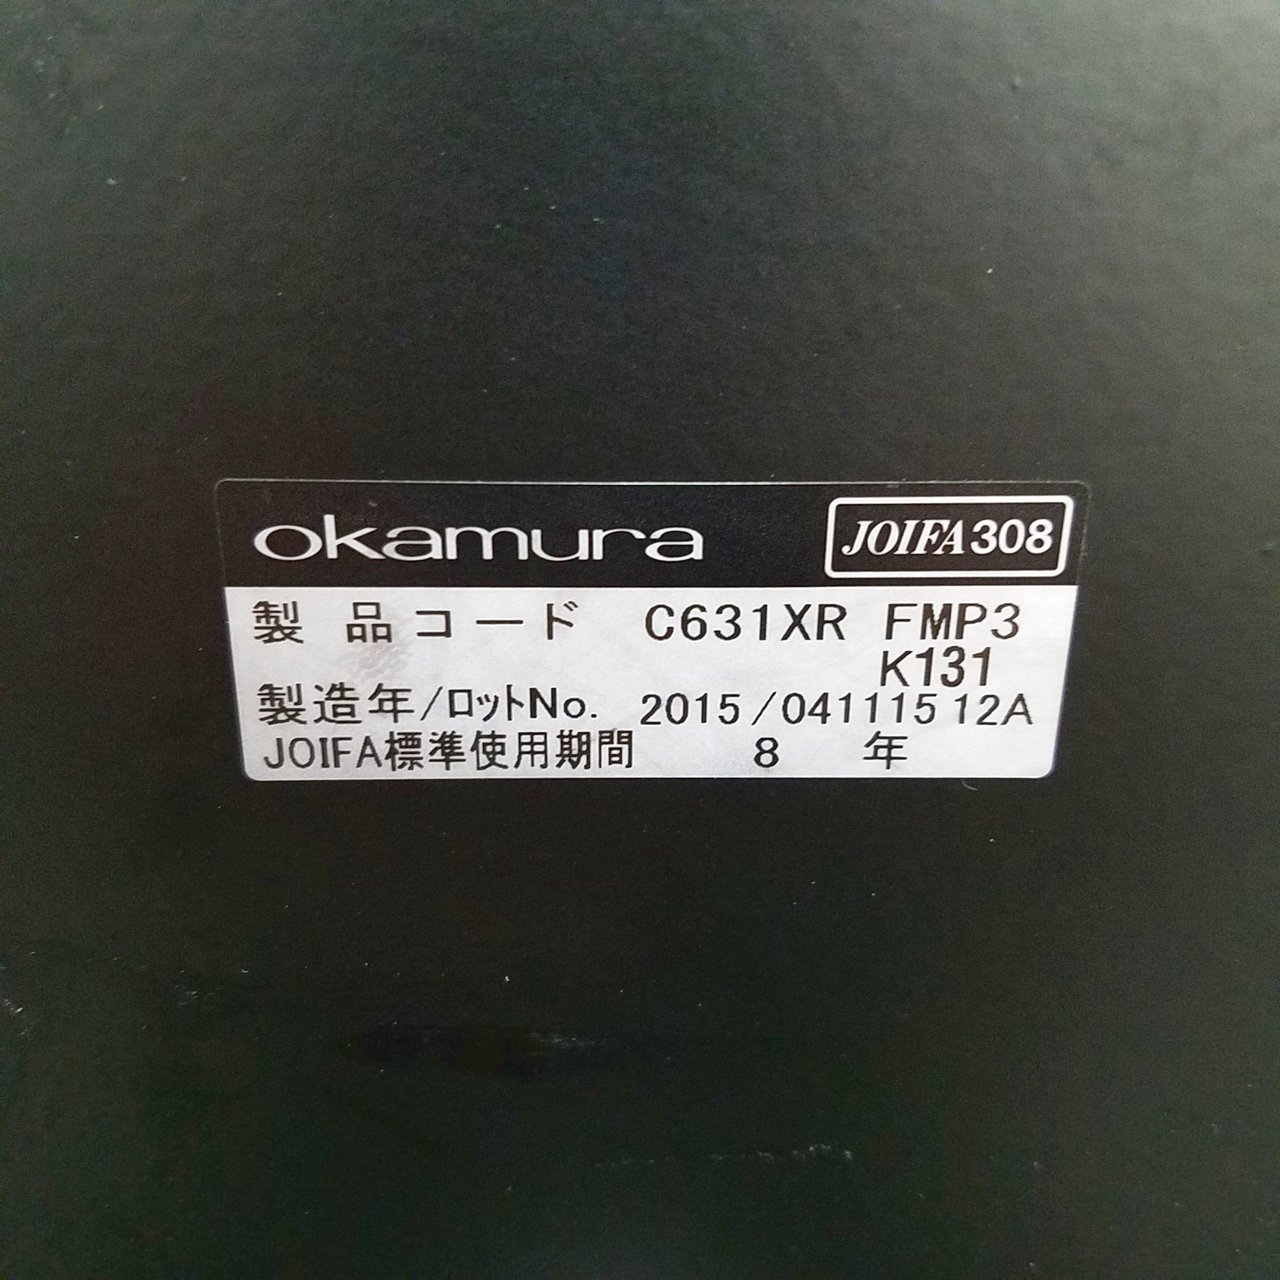 okamura JOIFA308
製品コード C631XR FMP3
K131
製造年/ロットNo. 2015/04111512A
JOIFA標準使用期間 8 年